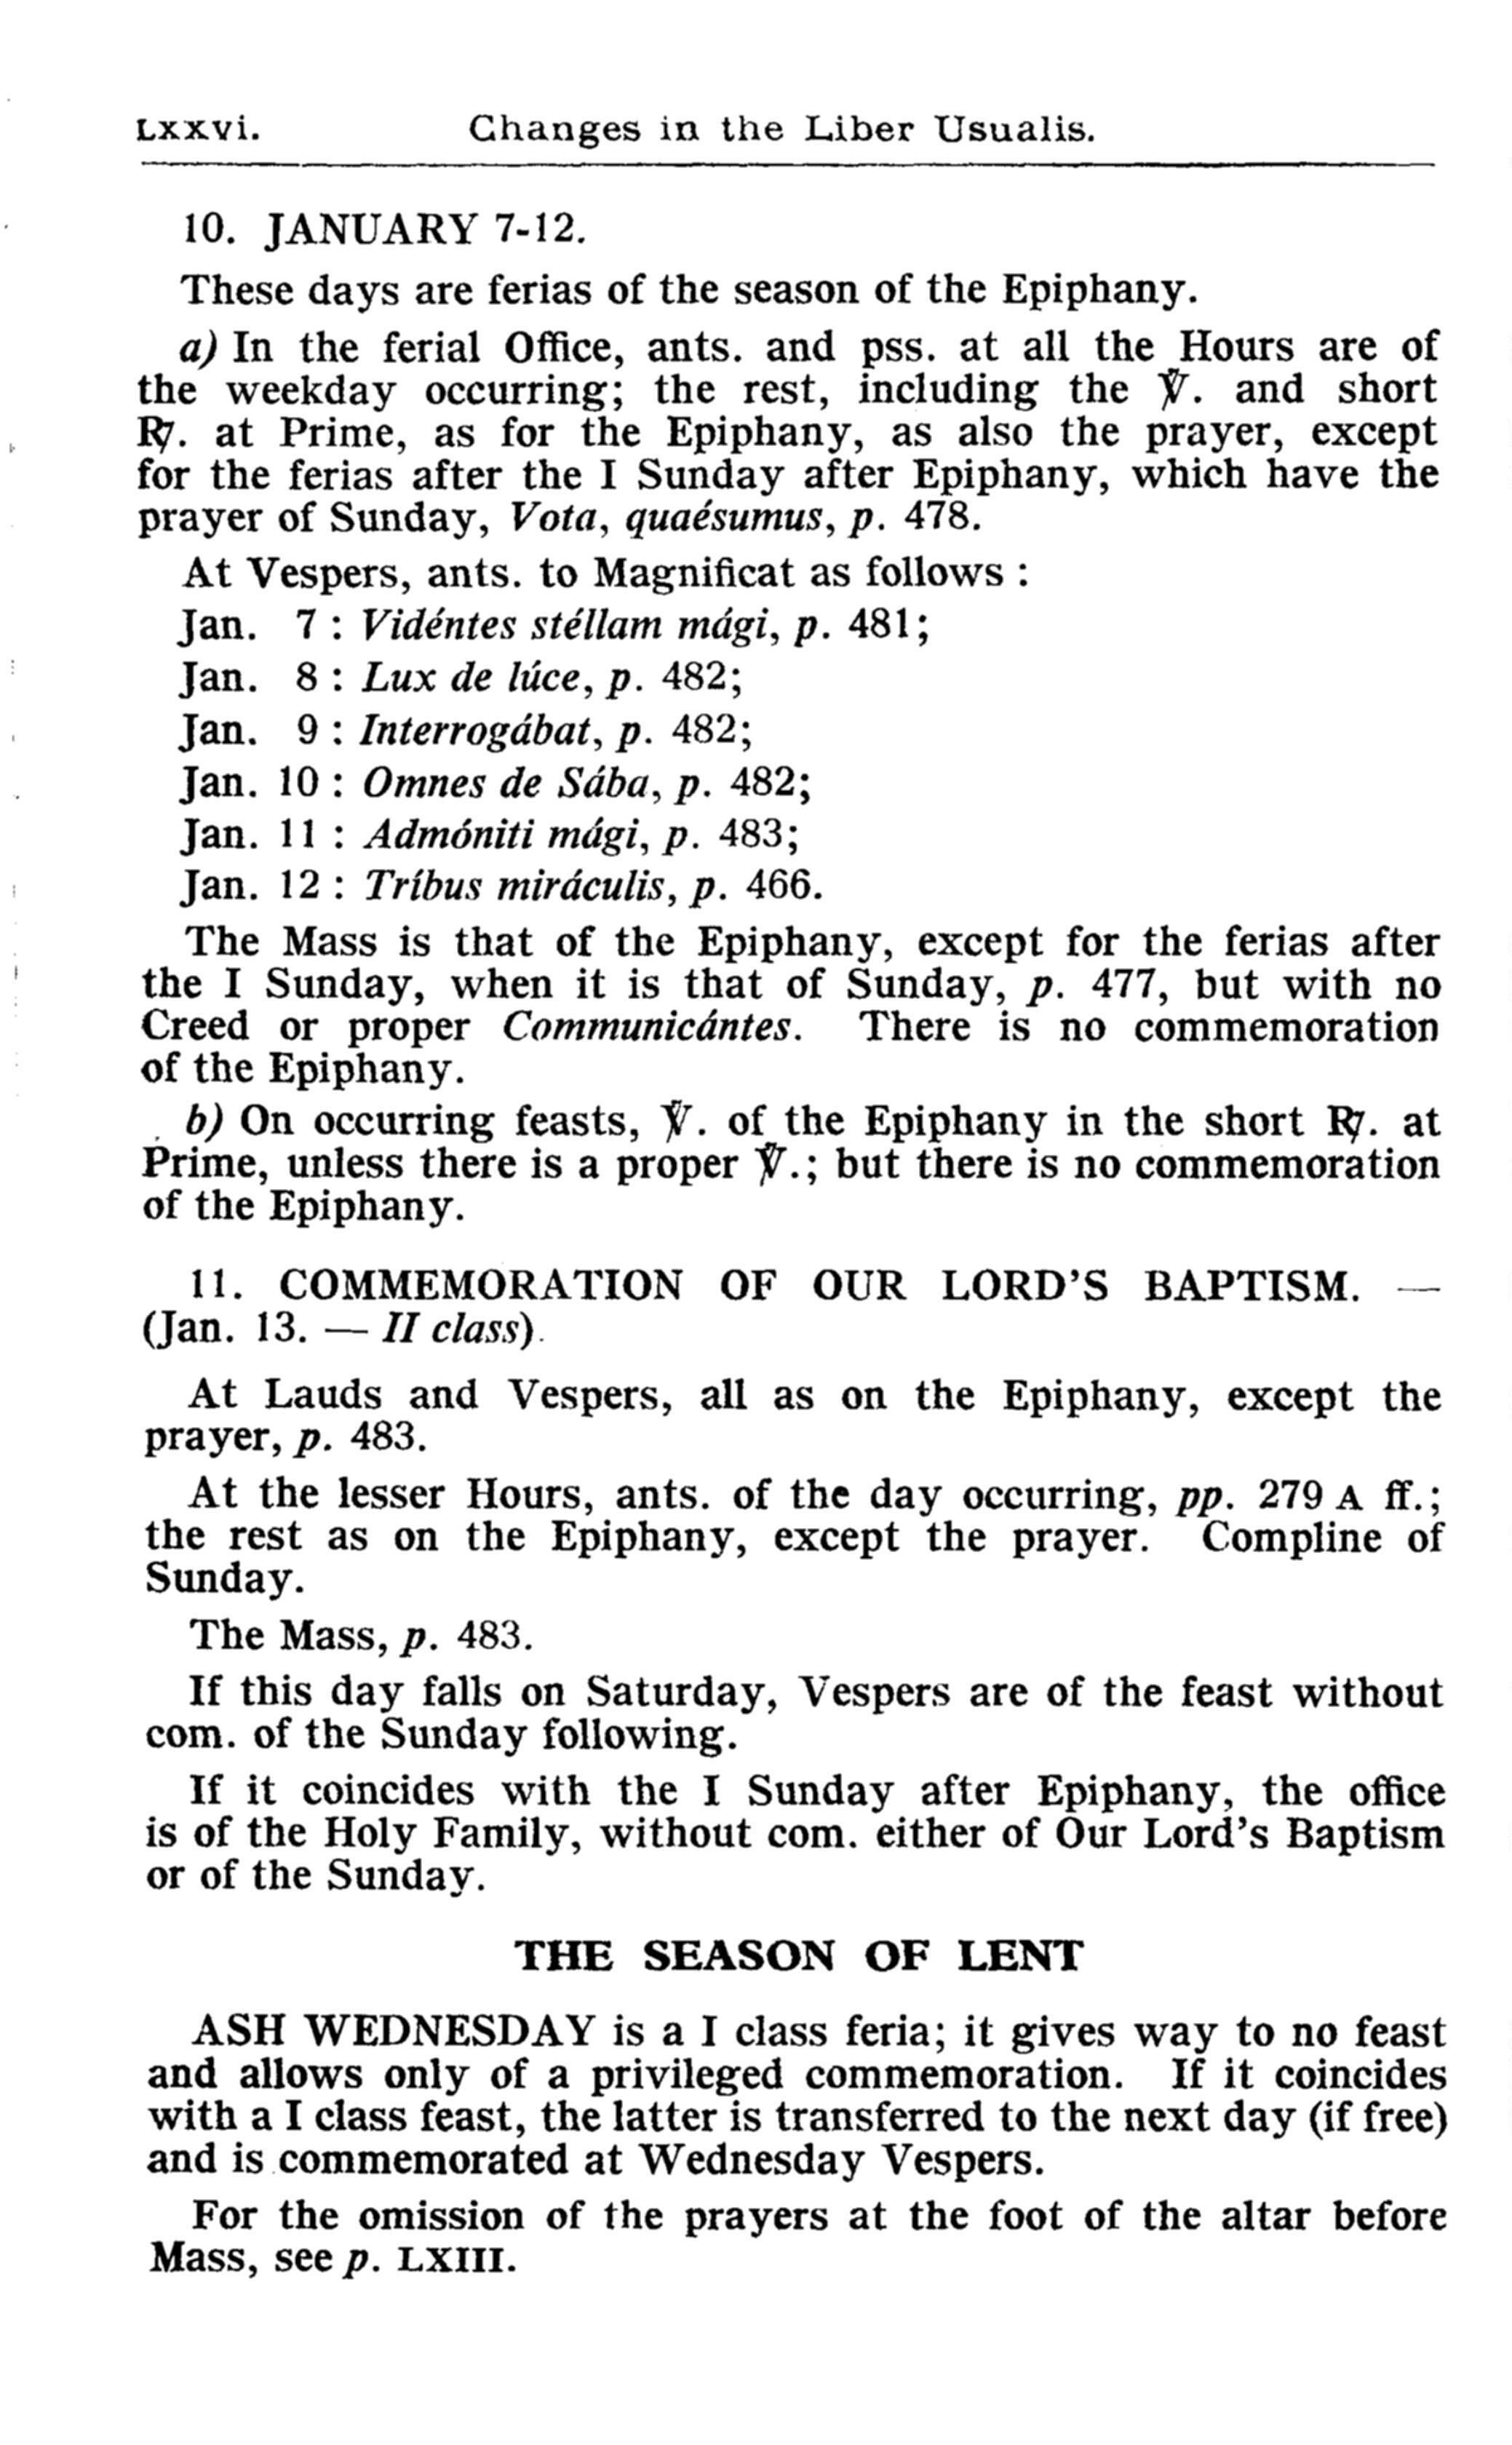 Lxxvi. Changes in the Liber Usualis.
10. JANUARY 7-12.
These days are ferias of the season of the Epiphany.
a) In the ferial Office, ants. and pss. at all the Hours are of
the weekday occurring; the rest, including the ℣. and short
℟. at Prime, as for the Epiphany, as also the prayer, except
for the ferias after the I Sunday after Epiphany, which have the
prayer of Sunday, Vota, quaésumus, p. 478.
At Vespers, ants. to Magnificat as follows :
Jan. 7 : Vidéntes stéllam mági, p. 481;
Jan. 8 : Lux de lúce, p. 482;
Jan. 9 : Interrogábat, p. 482;
Jan. 10 : Omnes de Sába, p. 482;
Jan. 11 : Admóniti mági, p. 483;
Jan. 12 : Tríbus miráculis, p. 466.
The Mass is that of the Epiphany, except for the ferias after
the I Sunday, when it is that of Sunday, p. 477, but with no
Creed or proper Communicántes. There is no commemoration
of the Epiphany.
b) On occurring feasts, ℣. of the Epiphany in the short ℟. at
Prime, unless there is a proper ℣.; but there is no commemoration
of the Epiphany.
11. COMMEMORATION OF OUR LORD'S BAPTISM. —
(Jan. 13. — II class).
At Lauds and Vespers, all as on the Epiphany, except the
prayer, p. 483.
At the lesser Hours, ants. of the day occurring, pp. 279 A ff.;
the rest as on the Epiphany, except the prayer. Compline of
Sunday.
The Mass, p. 483.
If this day falls on Saturday, Vespers are of the feast without
com. of the Sunday following.
If it coincides with the I Sunday after Epiphany, the office
is of the Holy Family, without com. either of Our Lord's Baptism
or of the Sunday.
THE SEASON OF LENT
ASH WEDNESDAY is a I class feria; it gives way to no feast
and allows only of a privileged commemoration. If it coincides
with a I class feast, the latter is transferred to the next day (if free)
and is commemorated at Wednesday Vespers.
For the omission of the prayers at the foot of the altar before
Mass, see p. LXIII.